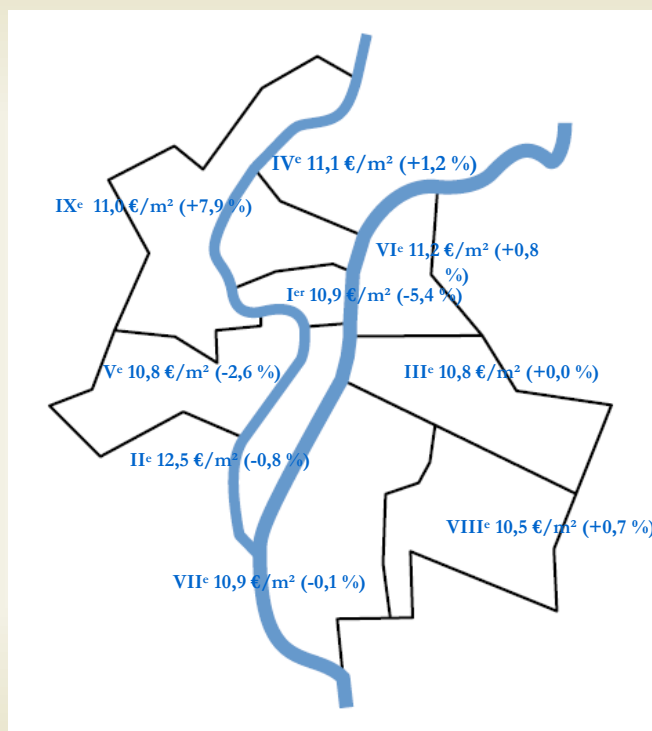 IVᵉ 11,1 €/m² (+1,2 %)
IXᵉ 11,0 €/m² (+7,9 %)
VIᵉ 11,2 €/m² (+0,8
%)
Iᵉʳ 10,9 €/m² (-5,4 %)
Vᵉ 10,8 €/m² (-2,6 %)
IIIᵉ 10,8 €/m² (+0,0 %)
IIᵉ 12,5 €/m² (-0,8 %)
VIIIᵉ 10,5 €/m² (+0,7%)
VIIᵉ 10,9 €/m² (-0,1 %)